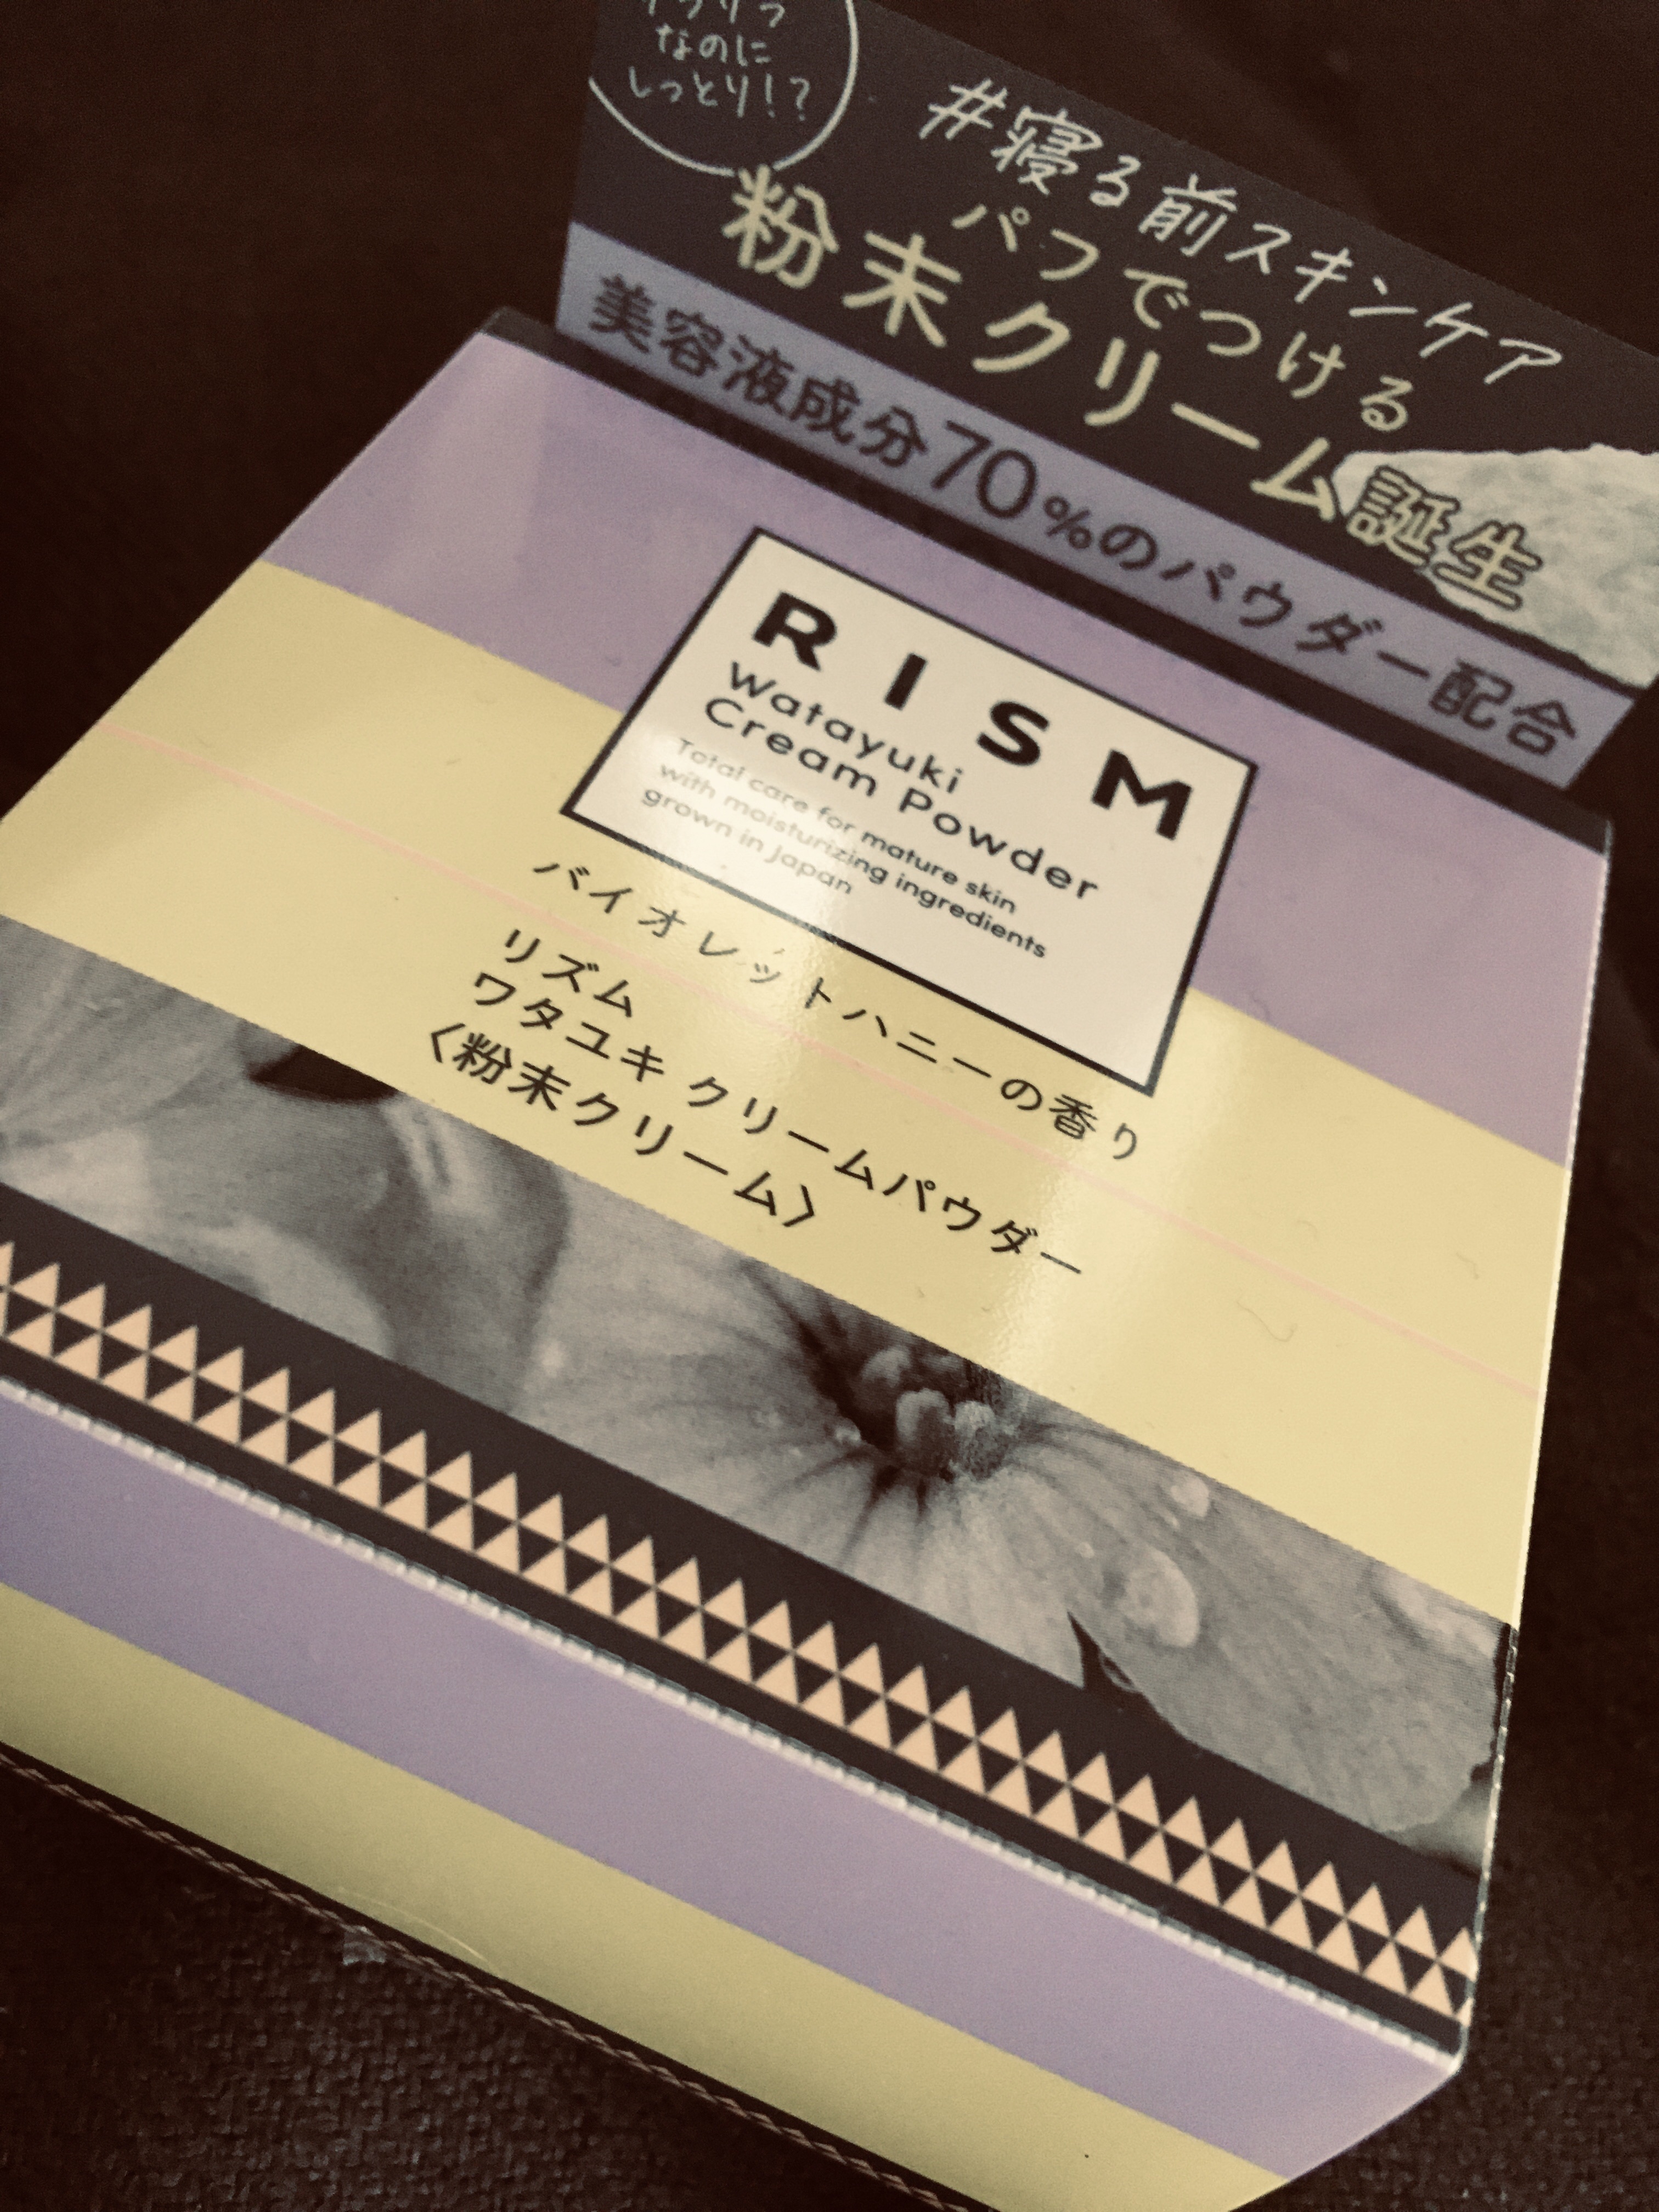 なのに
しっとり!?
#寝る前スキンケア
パフでつける
粉末クリーム誕生
美容液成分70%のパウダー配合
RISM
Watayuki
Cream Powder
Total care for mature skin
with moisturizing ingredients
grown in Japan
バイオレットハニーの香り
リズム
ワタユキ クリームパウダー
〈粉末クリーム〉